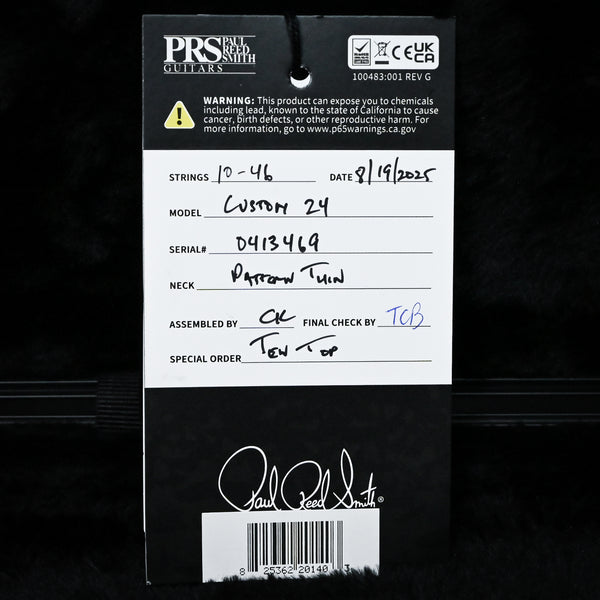 PRS PAUL REED SMITH
GUITARS
CE UK CA
100483:001 REV G
WARNING: This product can expose you to chemicals
including lead, known to the state of California to cause
cancer, birth defects, or other reproductive harm. For
more information, go to www.p65warnings.ca.gov
STRINGS 10-46 DATE 8/19/2025
MODEL CUSTOM 24
SERIAL# 0413469
NECK PATTERN THIN
ASSEMBLED BY CK FINAL CHECK BY TCB
SPECIAL ORDER TEN TOP
Paul Reed Smith®
8 25362 20140 3